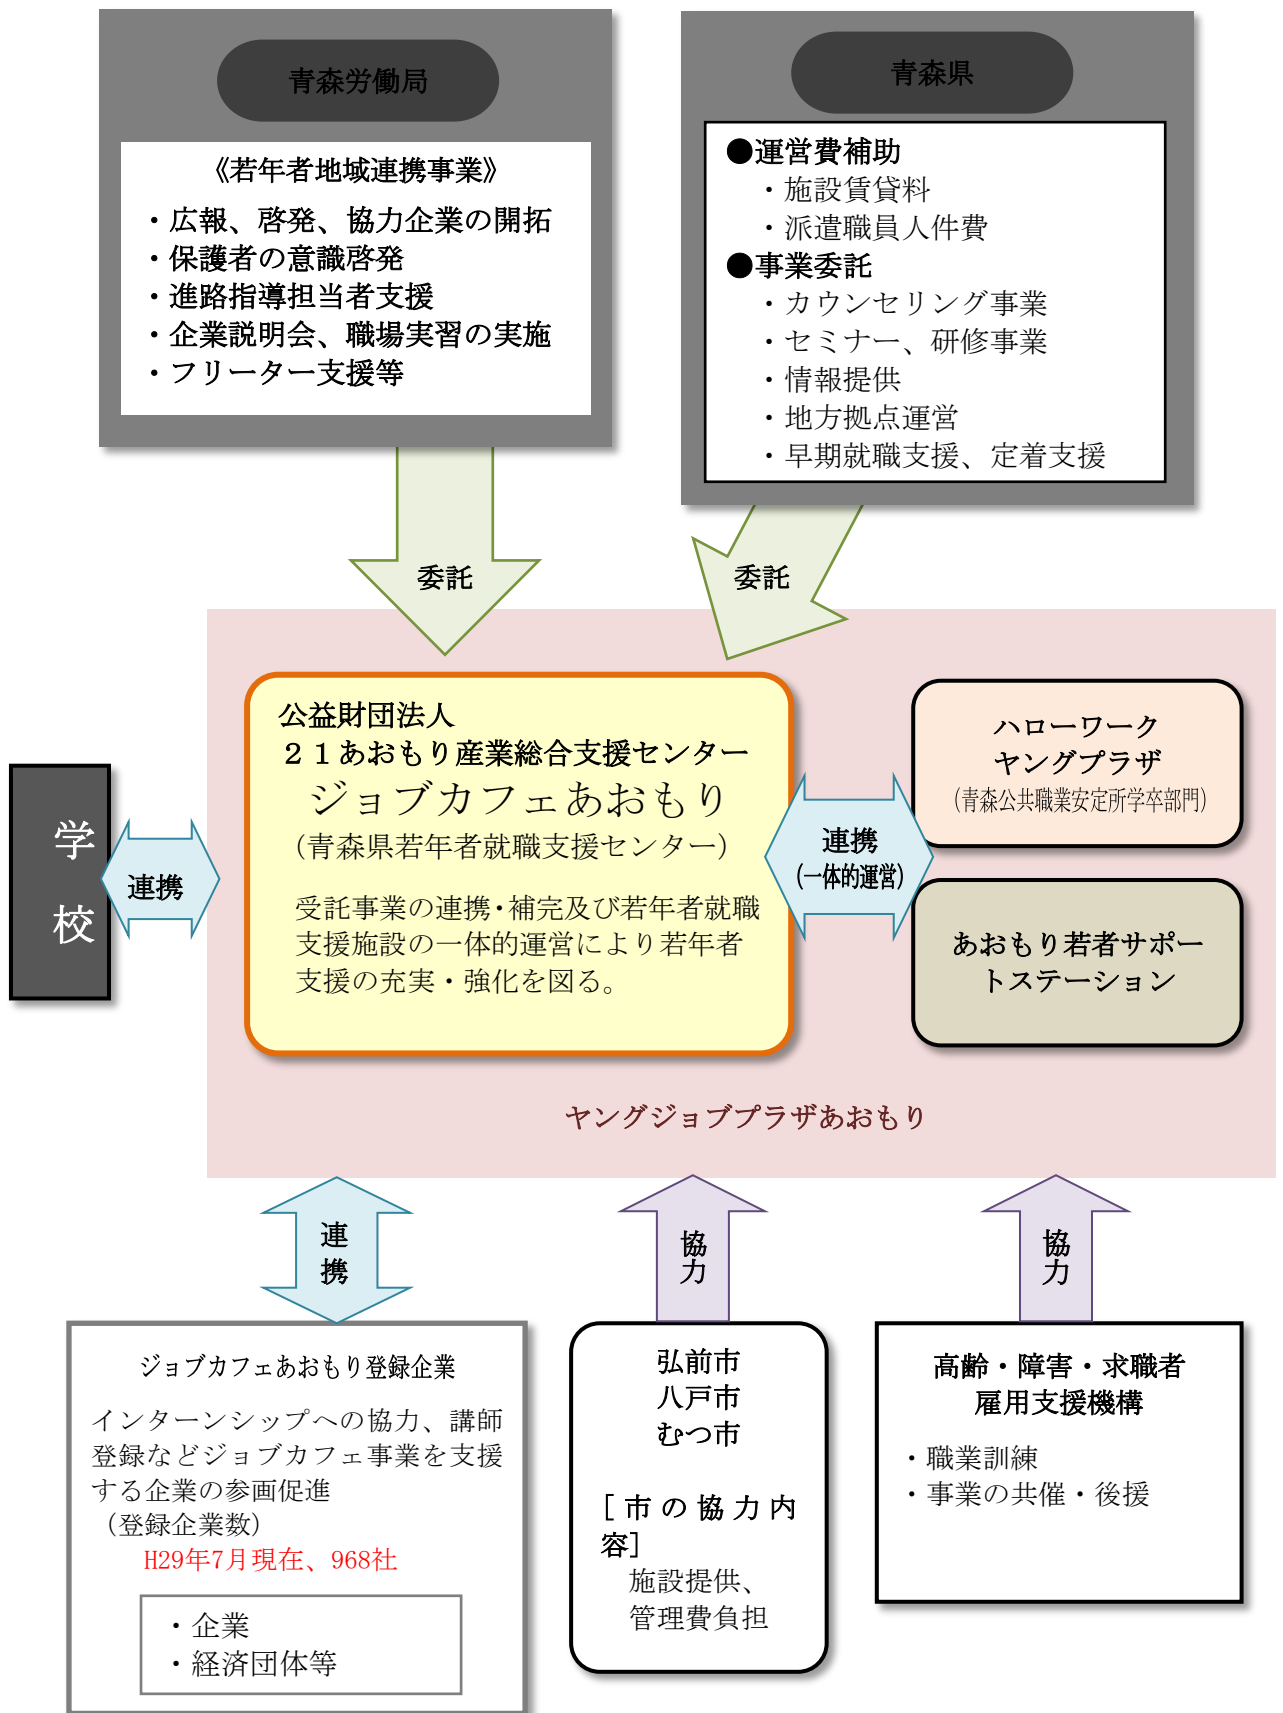 青森労働局
《若年者地域連携事業》
・広報、啓発、協力企業の開拓
・保護者の意識啓発
・進路指導担当者支援
・企業説明会、職場実習の実施
・フリーター支援等
青森県
●運営費補助
・施設賃貸料
・派遣職員人件費
●事業委託
・カウンセリング事業
・セミナー、研修事業
・情報提供
・地方拠点運営
・早期就職支援、定着支援
委託
委託
学
校
連携
公益財団法人
２１あおもり産業総合支援センター
ジョブカフェあおもり
（青森県若年者就職支援センター）
受託事業の連携・補完及び若年者就職
支援施設の一体的運営により若年者
支援の充実・強化を図る。
連携
（一体的運営）
ハローワーク
ヤングプラザ
（青森公共職業安定所学卒部門）
あおもり若者サポー
トステーション
ヤングジョブプラザあおもり
連
携
協
力
協
力
ジョブカフェあおもり登録企業
インターンシップへの協力、講師
登録などジョブカフェ事業を支援
する企業の参画促進
（登録企業数）
H29年7月現在、968社
・企業
・経済団体等
弘前市
八戸市
むつ市
［市の協力内
容］
施設提供、
管理費負担
高齢・障害・求職者
雇用支援機構
・職業訓練
・事業の共催・後援